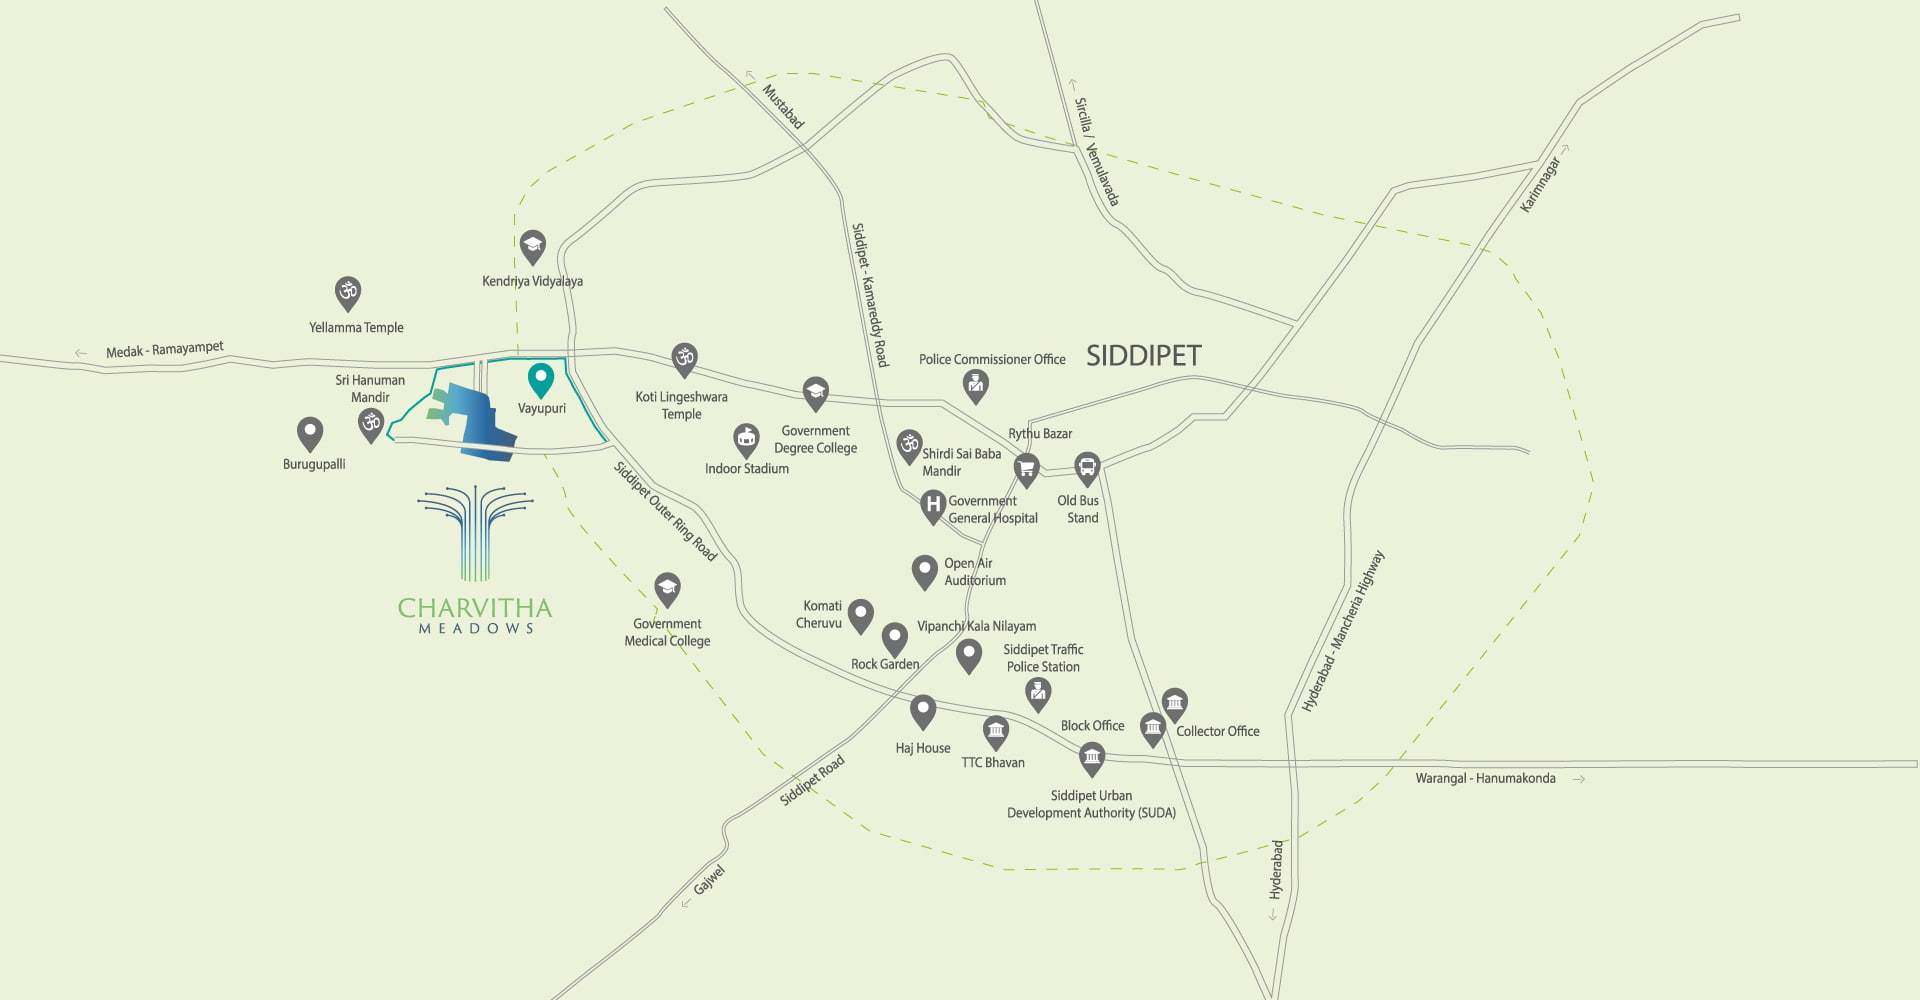 Mustabad
Sircilla / Vemulavada
Karimnagar
Siddipet - Kamareddy Road
Kendriya Vidyalaya
Yellamma Temple
Medak - Ramayampet
SIDDIPET
Police Commissioner Office
Sri Hanuman
Mandir
Vayupuri
Koti Lingeshwara
Temple
Government
Degree College
Rythu Bazar
Burugupalli
Indoor Stadium
Shirdi Sai Baba
Mandir
H
Government
General Hospital
Old Bus
Stand
Siddipet Outer Ring Road
Open Air
Auditorium
CHARVITHA
MEADOWS
Government
Medical College
Komati
Cheruvu
Vipanchi Kala Nilayam
Rock Garden
Siddipet Traffic
Police Station
Hyderabad - Mancheria Highway
Block Office
Collector Office
Haj House
TTC Bhavan
Siddipet Road
Warangal - Hanumakonda
Siddipet Urban
Development Authority (SUDA)
Gajwel
Hyderabad